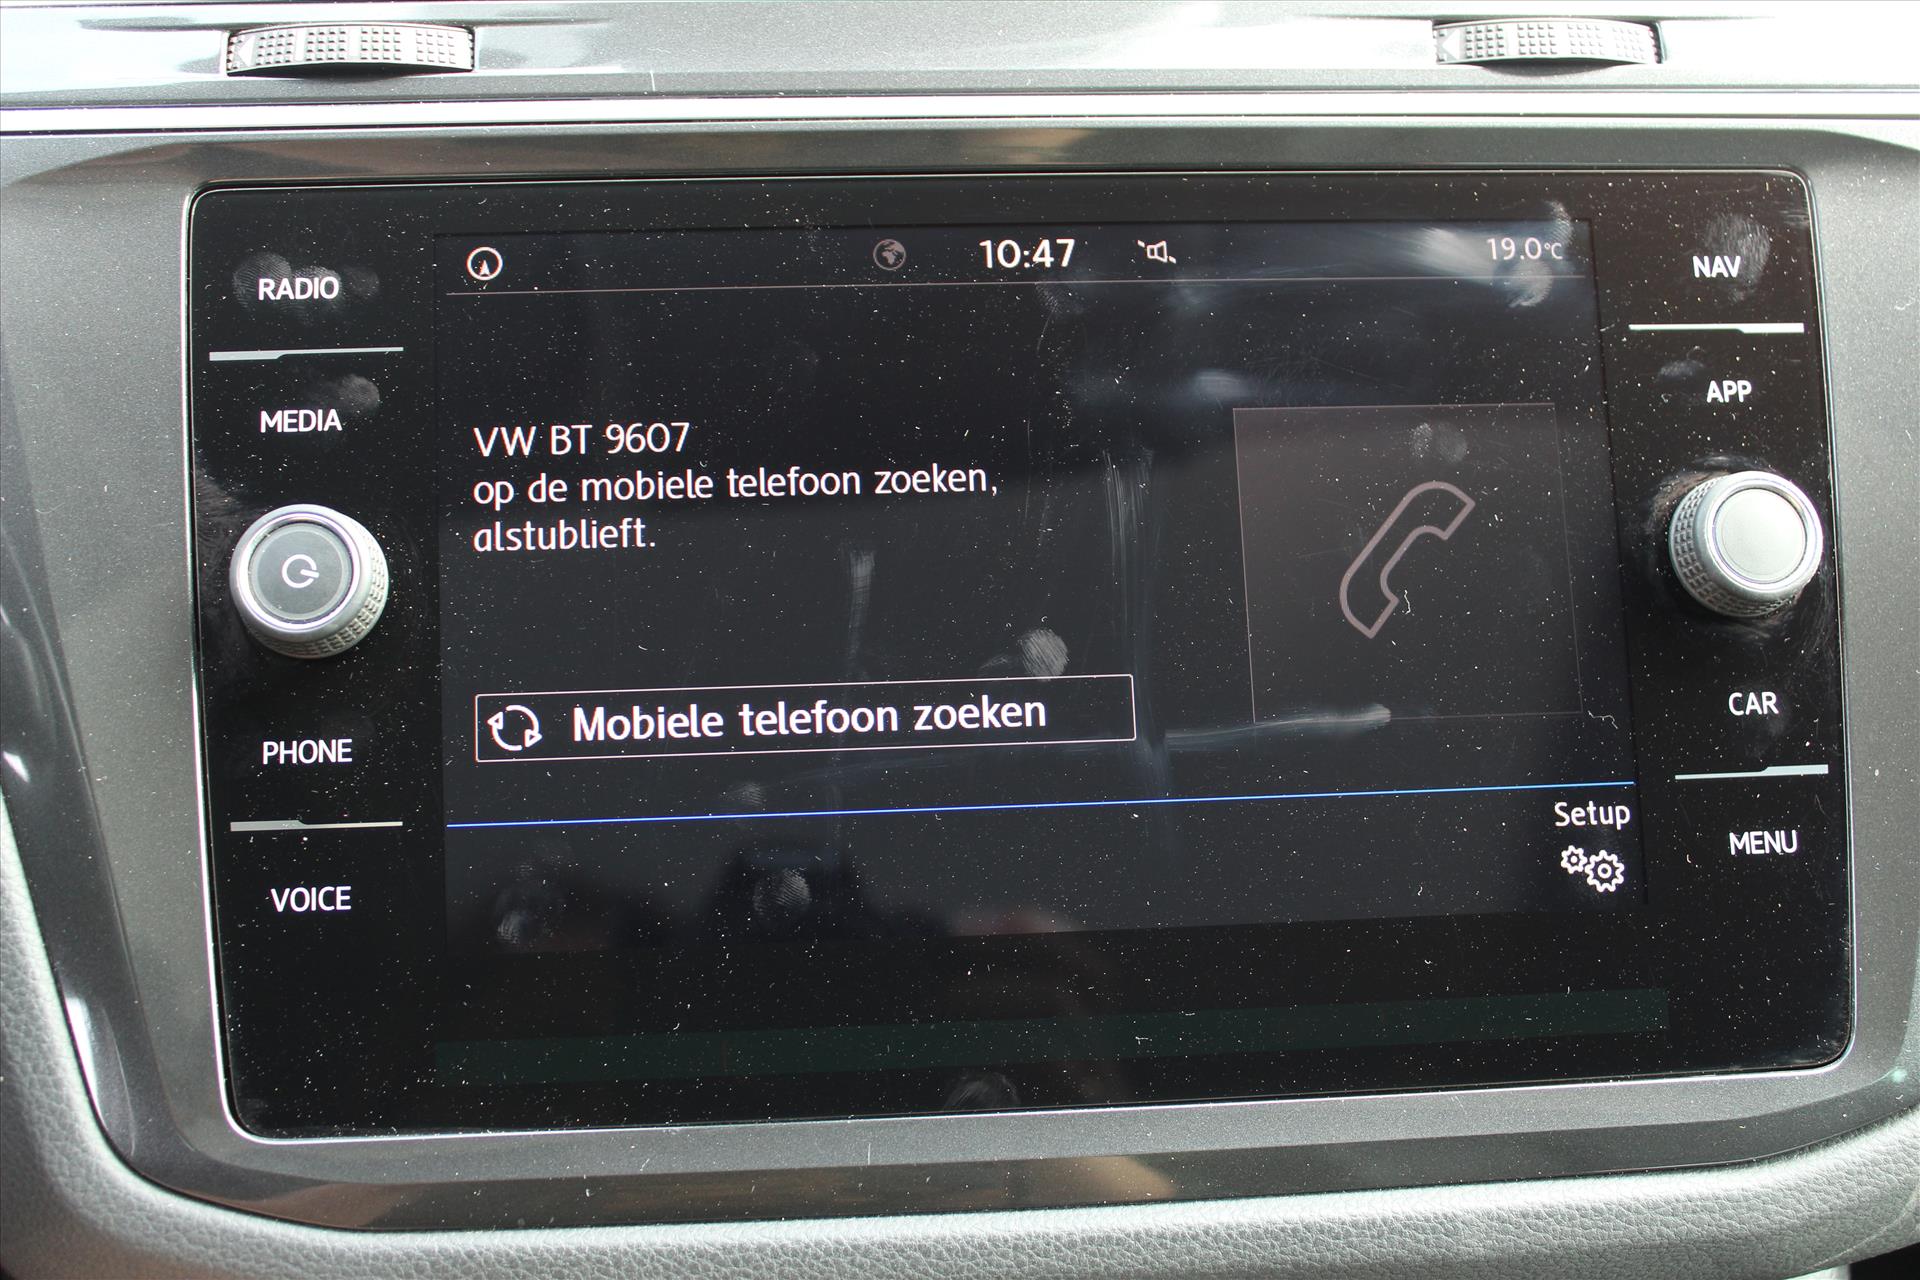 10:47
19.0°C
RADIO
MEDIA
PHONE
VOICE
VW BT 9607
op de mobiele telefoon zoeken,
alstublieft.
Mobiele telefoon zoeken
Setup
NAV
APP
CAR
MENU